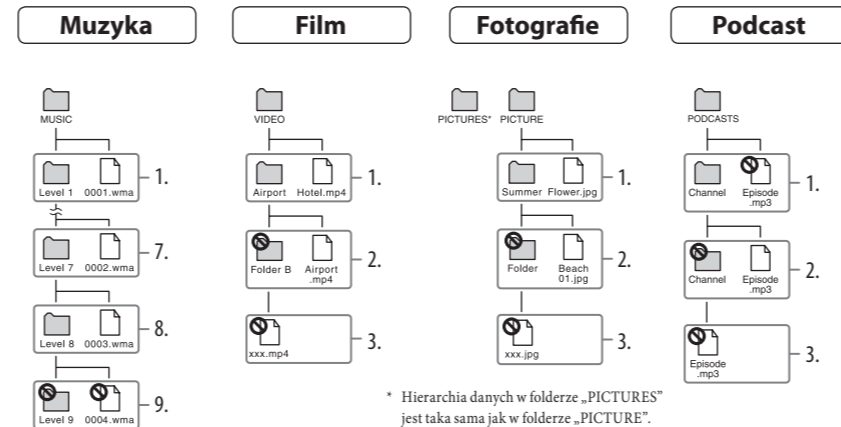 Muzyka
Film
Fotografie
Podcast
MUSIC
Level 1 0001.wma
1.
Level 7 0002.wma
7.
Level 8 0003.wma
8.
Level 9 0004.wma
9.
VIDEO
Airport Hotel.mp4
1.
Folder B Airport
.mp4
2.
xxx.mp4
3.
PICTURES* PICTURE
Summer Flower.jpg
1.
Folder Beach
01.jpg
2.
xxx.jpg
3.
* Hierarchia danych w folderze „PICTURES”
jest taka sama jak w folderze „PICTURE”.
PODCASTS
Channel Episode
.mp3
1.
Channel Episode
.mp3
2.
Episode
.mp3
3.